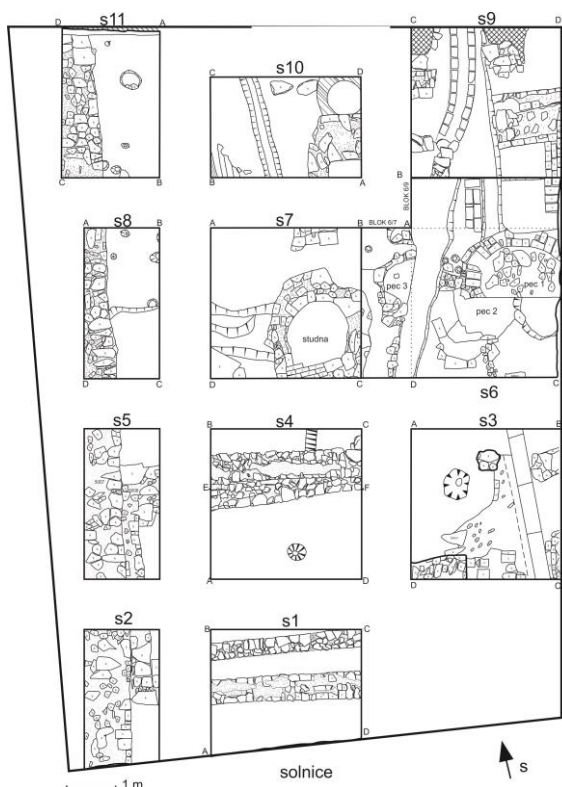 s11
D A
C B
s10
C D
B A
s9
C D
B
BLOK 6/9
s8
A B
D C
s7
A B
D C
studna
BLOK 6/7
A
pec 3
pec 1
pec 2
D C
s6
s5
s4
B C
E F
A D
s3
A B
D C
s2
s1
B C
A D
solnice
1 m
s